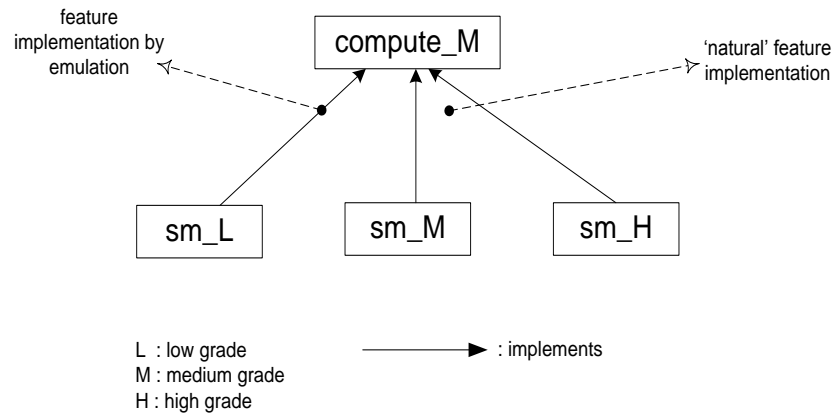 feature
implementation by
emulation
compute_M
‘natural’ feature
implementation
sm_L
sm_M
sm_H
L : low grade
M : medium grade
H : high grade
: implements